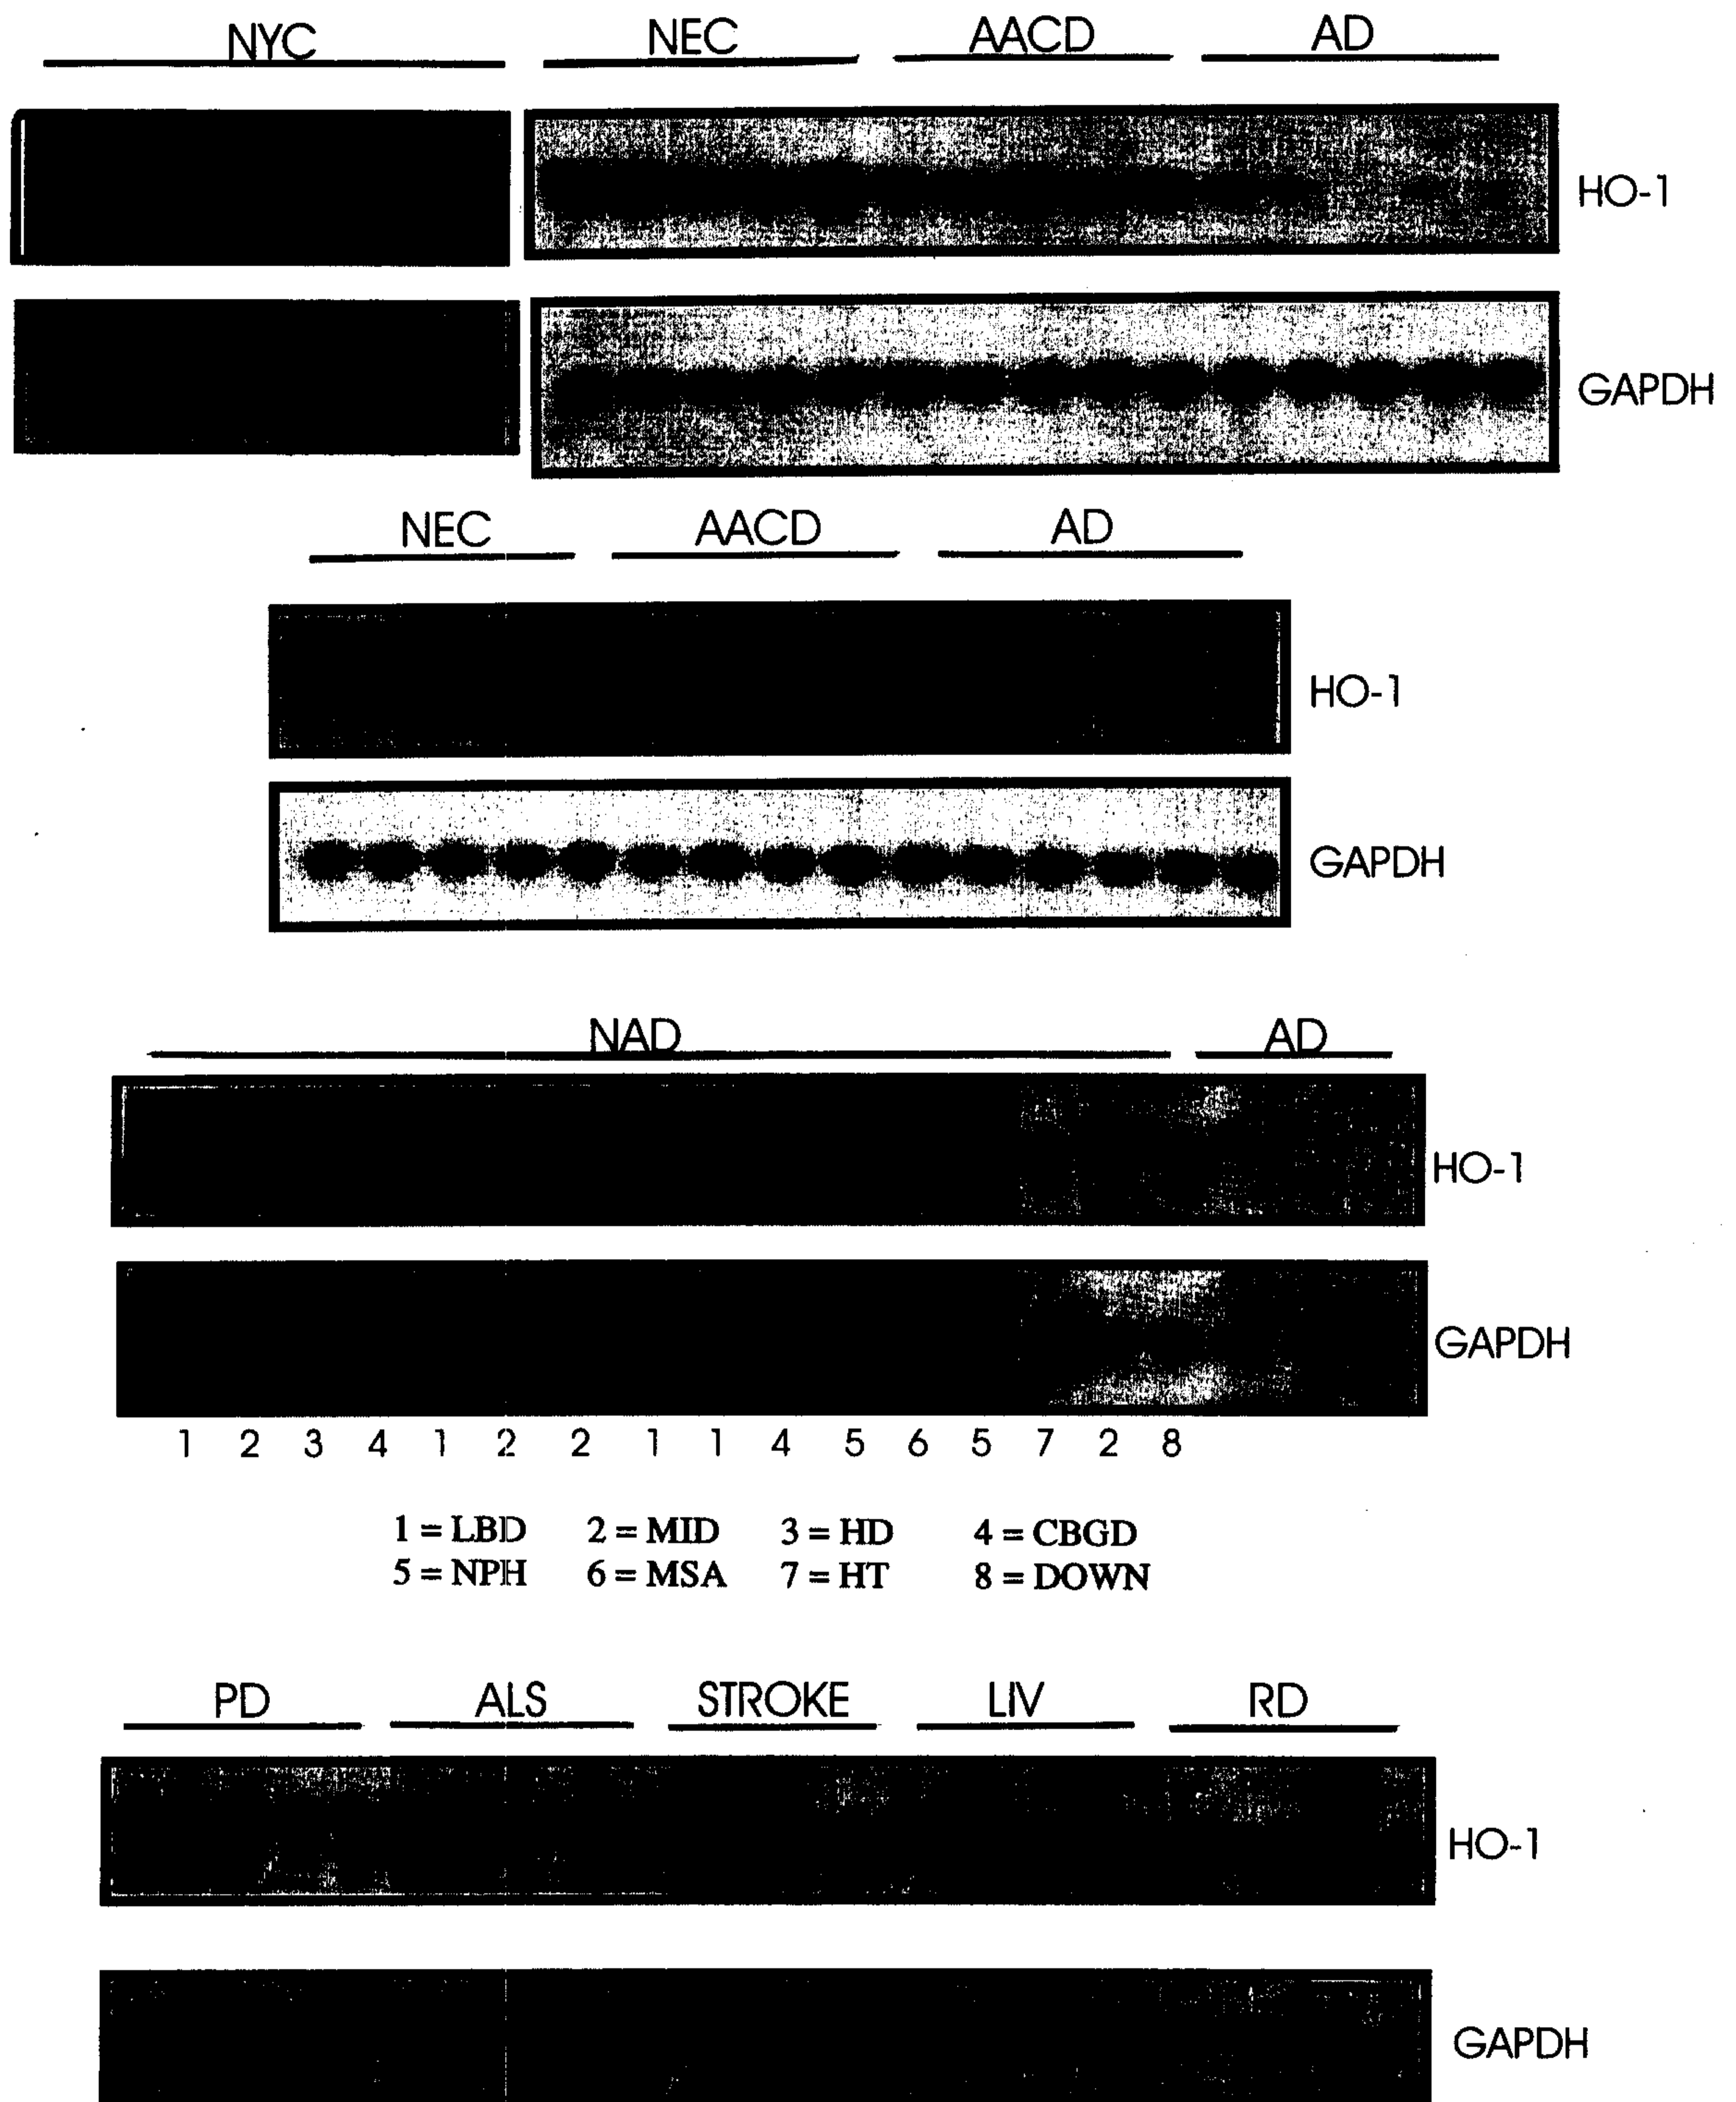 NYC NEC AACD AD
HO-1
GAPDH
NEC AACD AD
HO-1
GAPDH
NAD AD
HO-1
GAPDH
1 2 3 4 1 2 2 1 1 4 5 6 5 7 2 8
1 = LBD 2 = MID 3 = HD 4 = CBGD
5 = NPH 6 = MSA 7 = HT 8 = DOWN
PD ALS STROKE LIV RD
HO-1
GAPDH